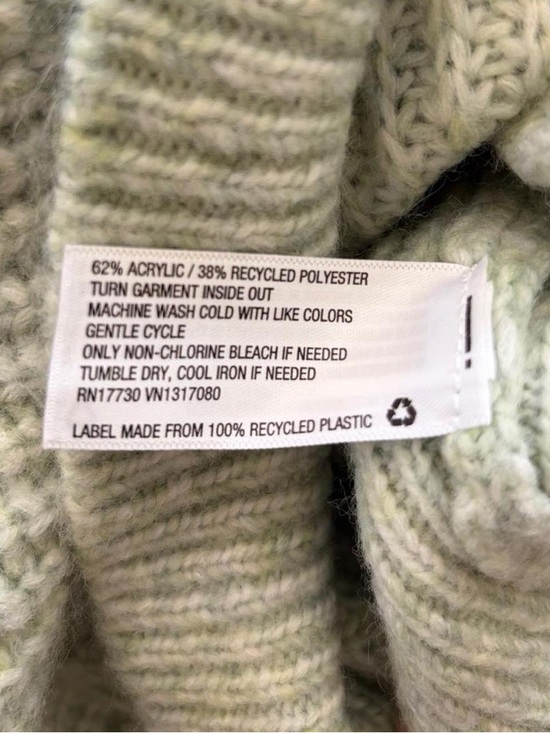 62% ACRYLIC / 38% RECYCLED POLYESTER
TURN GARMENT INSIDE OUT
MACHINE WASH COLD WITH LIKE COLORS
GENTLE CYCLE
ONLY NON-CHLORINE BLEACH IF NEEDED
TUMBLE DRY, COOL IRON IF NEEDED
RN17730 VN1317080
LABEL MADE FROM 100% RECYCLED PLASTIC